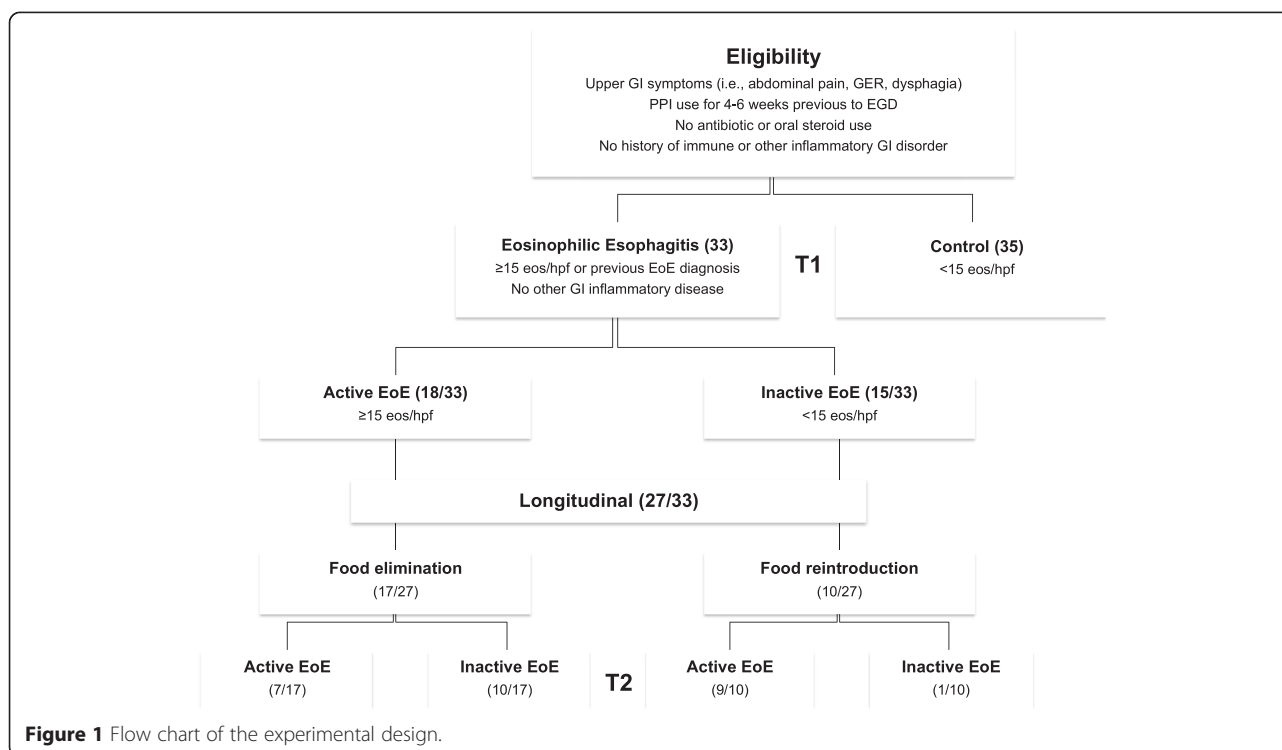 Eligibility
Upper GI symptoms (i.e., abdominal pain, GER, dysphagia)
PPI use for 4-6 weeks previous to EGD
No antibiotic or oral steroid use
No history of immune or other inflammatory GI disorder
Eosinophilic Esophagitis (33)
≥15 eos/hpf or previous EoE diagnosis
No other GI inflammatory disease
T1
Control (35)
<15 eos/hpf
Active EoE (18/33)
≥15 eos/hpf
Inactive EoE (15/33)
<15 eos/hpf
Longitudinal (27/33)
Food elimination
(17/27)
Food reintroduction
(10/27)
Active EoE
(7/17)
Inactive EoE
(10/17)
T2
Active EoE
(9/10)
Inactive EoE
(1/10)
Figure 1 Flow chart of the experimental design.